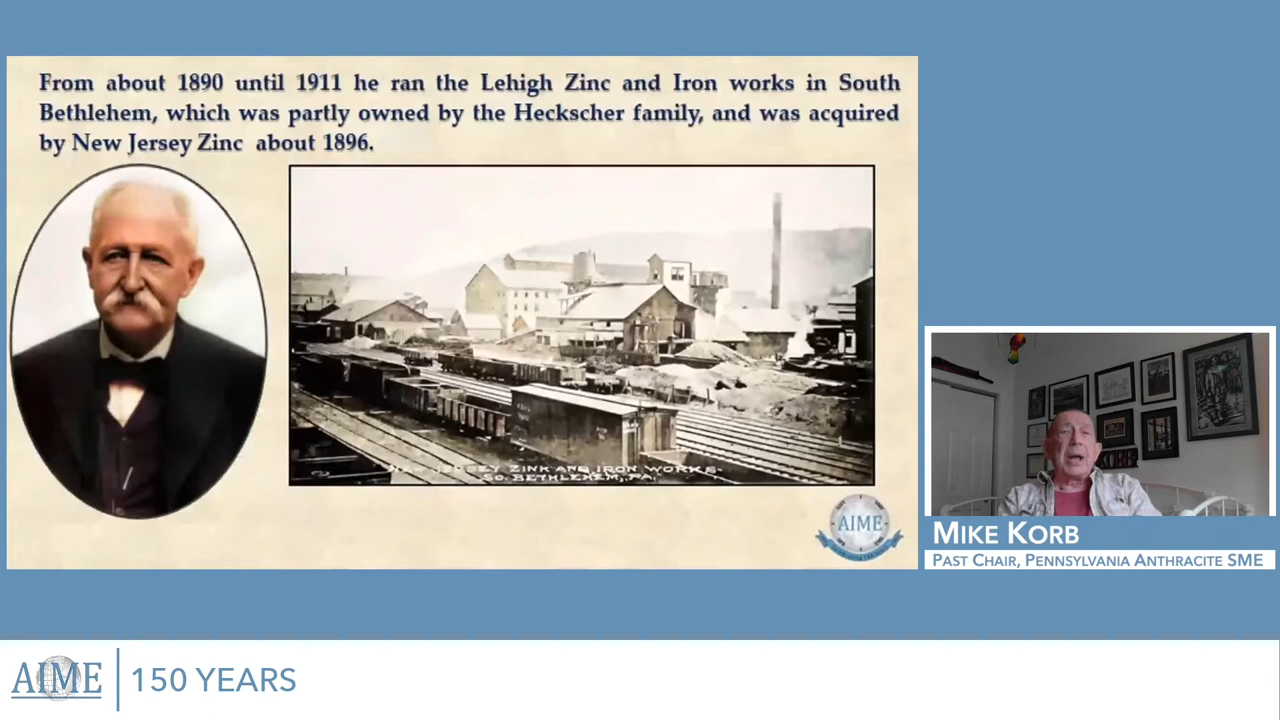 From about 1890 until 1911 he ran the Lehigh Zinc and Iron works in South
Bethlehem, which was partly owned by the Heckscher family, and was acquired
by New Jersey Zinc about 1896.
NEW JERSEY ZINK AND IRON WORKS-
SO. BETHLEHEM, PA.
AIME
MIKE KORB
PAST CHAIR, PENNSYLVANIA ANTHRACITE SME
AIME 150 YEARS